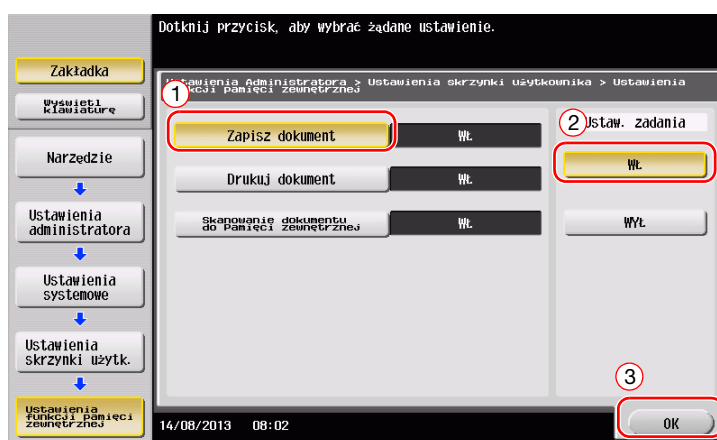 Dotknij przycisk, aby wybrać żądane ustawienie.
Zakładka
Wyświetl
klawiaturę
Narzędzie
Ustawienia
administratora
Ustawienia
systemowe
Ustawienia
skrzynki użytk.
Ustawienia
funkcji pamięci
zewnętrznej
Ustawienia Administratora > Ustawienia skrzynki użytkownika > Ustawienia
funkcji pamięci zewnętrznej
1
Zapisz dokument
WŁ
Drukuj dokument
WŁ
Skanowanie dokumentu
do Pamięci zewnętrznej
WŁ
2
Ustaw. zadania
WŁ
WYŁ
3
14/08/2013 08:02
OK